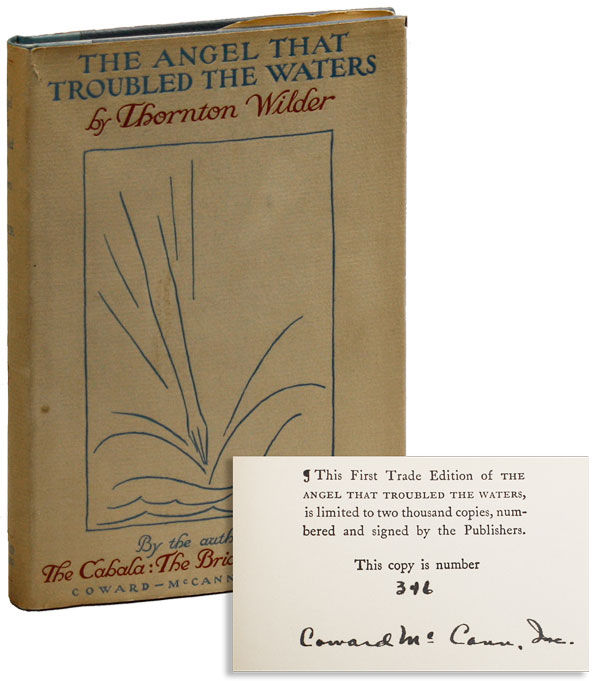 THE ANGEL THAT
TROUBLED THE WATERS
by Thornton Wilder
By the auth
The Cabala: The Bri
COWARD-McCANN
¶ This First Trade Edition of THE
ANGEL THAT TROUBLED THE WATERS,
is limited to two thousand copies, num-
bered and signed by the Publishers.
This copy is number
346
Coward Mc Cann, Inc.